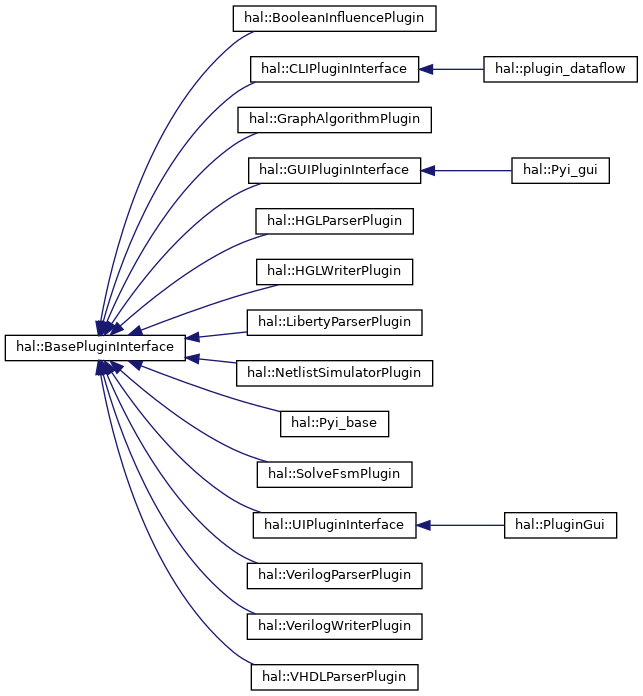 hal::BooleanInfluencePlugin
hal::CLIPluginInterface
hal::plugin_dataflow
hal::GraphAlgorithmPlugin
hal::GUIPluginInterface
hal::Pyi_gui
hal::HGLParserPlugin
hal::HGLWriterPlugin
hal::LibertyParserPlugin
hal::BasePluginInterface
hal::NetlistSimulatorPlugin
hal::Pyi_base
hal::SolveFsmPlugin
hal::UIPluginInterface
hal::PluginGui
hal::VerilogParserPlugin
hal::VerilogWriterPlugin
hal::VHDLParserPlugin